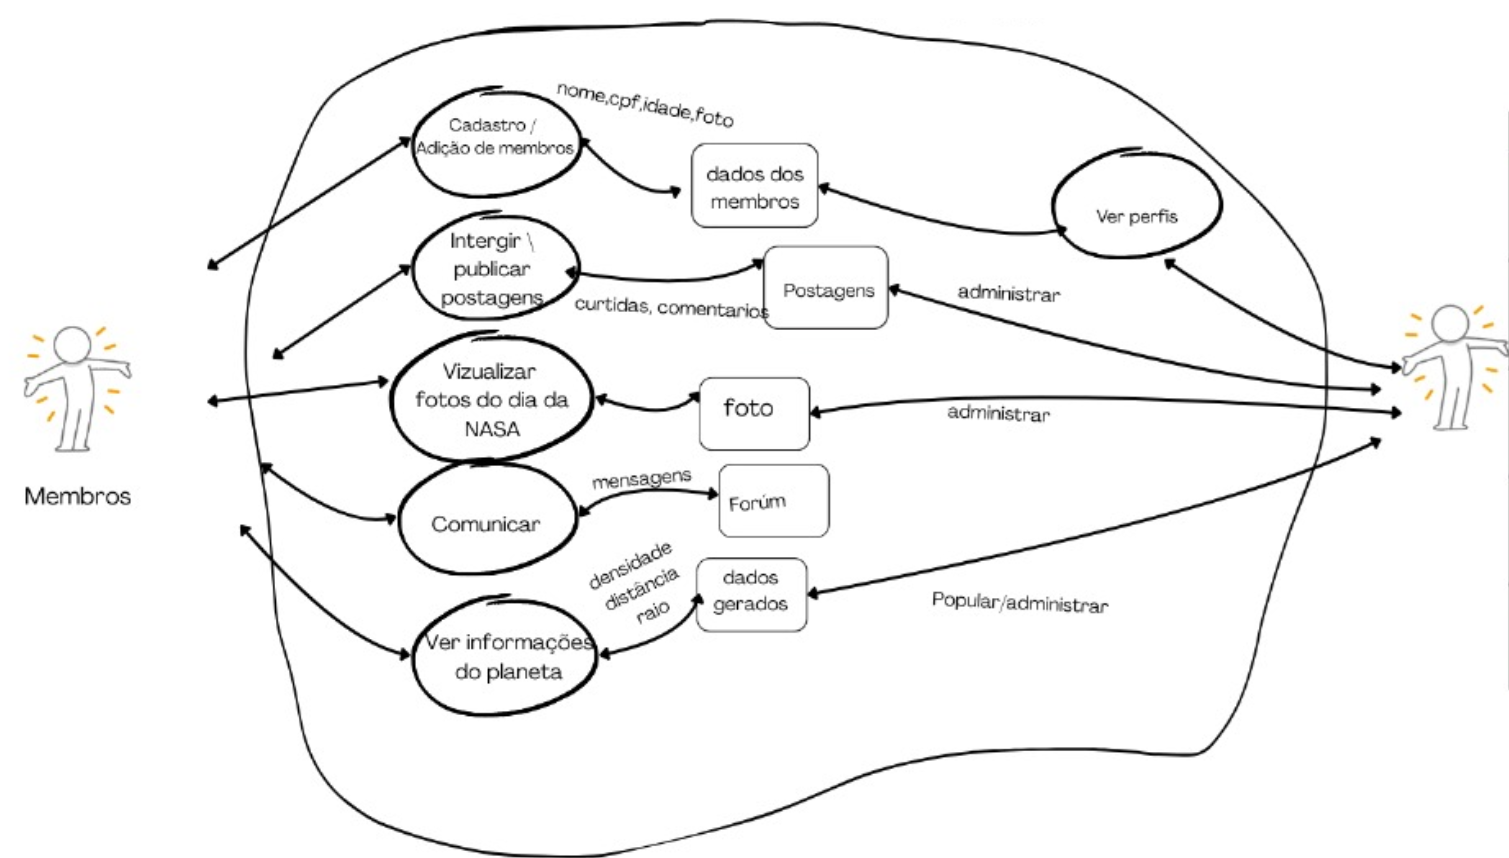 nome,cpf,idade,foto
Cadastro /
Adição de membros
dados dos
membros
Ver perfis
Intergir \
publicar
postagens
curtidas, comentarios
Postagens
administrar
Vizualizar
fotos do dia da
NASA
foto
administrar
Membros
Comunicar
mensagens
Forúm
densidade
distância
raio
dados
gerados
Popular/administrar
Ver informações
do planeta